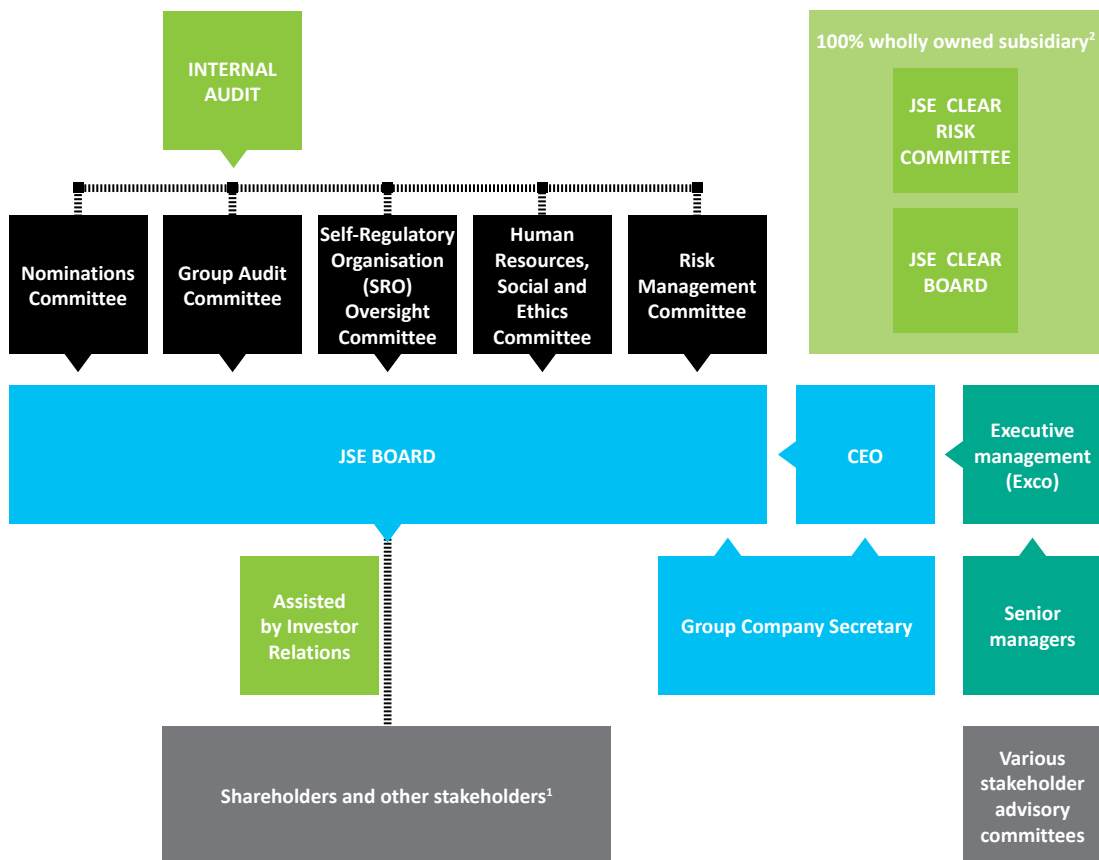 INTERNAL
AUDIT
100% wholly owned subsidiary²
JSE CLEAR
RISK
COMMITTEE
JSE CLEAR
BOARD
Nominations
Committee
Group Audit
Committee
Self-Regulatory
Organisation
(SRO)
Oversight
Committee
Human
Resources,
Social and
Ethics
Committee
Risk
Management
Committee
JSE BOARD
CEO
Executive
management
(Exco)
Assisted
by Investor
Relations
Group Company Secretary
Senior
managers
Shareholders and other stakeholders¹
Various
stakeholder
advisory
committees